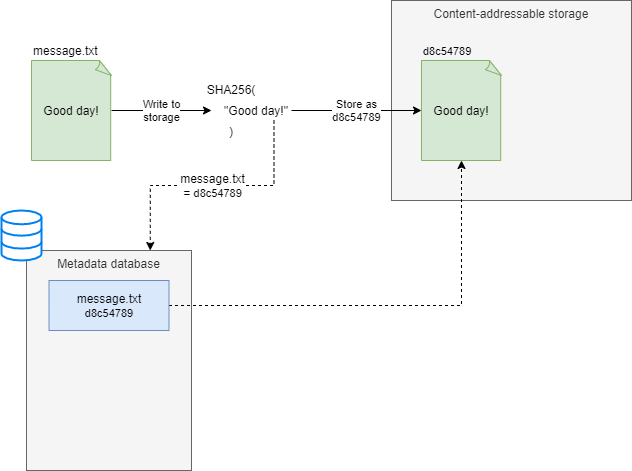 Content-addressable storage
message.txt
d8c54789
Good day!
Write to
storage
SHA256(
"Good day!"
)
Store as
d8c54789
Good day!
message.txt
= d8c54789
Metadata database
message.txt
d8c54789